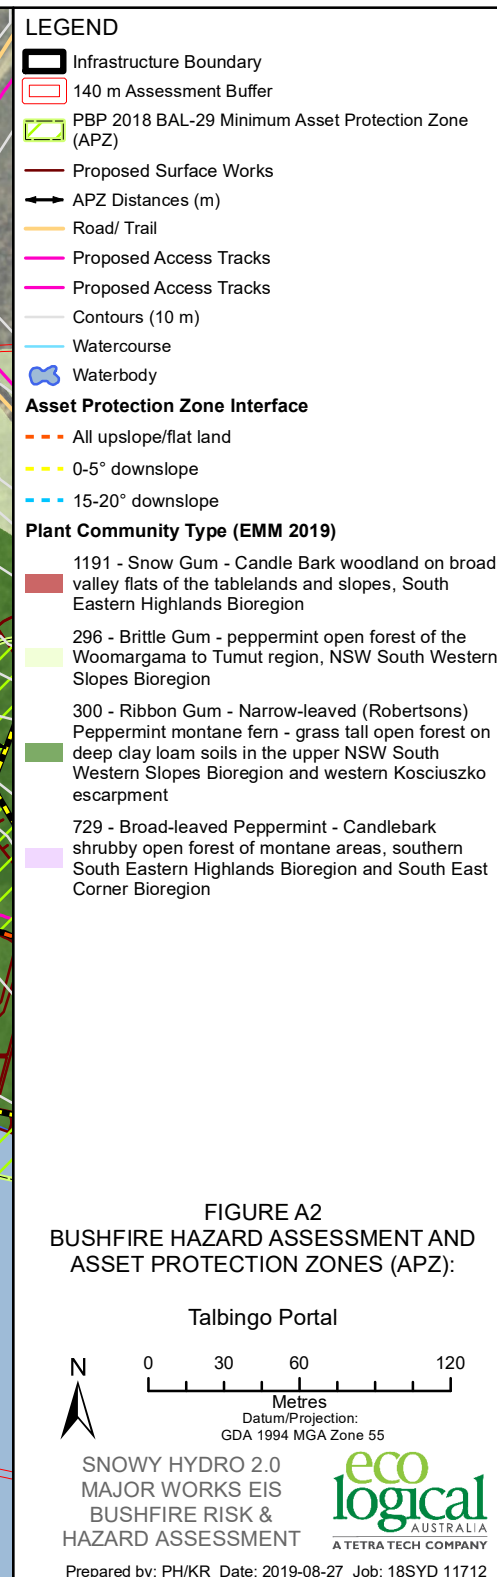 LEGEND
Infrastructure Boundary
140 m Assessment Buffer
PBP 2018 BAL-29 Minimum Asset Protection Zone
(APZ)
Proposed Surface Works
APZ Distances (m)
Road/ Trail
Proposed Access Tracks
Proposed Access Tracks
Contours (10 m)
Watercourse
Waterbody
Asset Protection Zone Interface
All upslope/flat land
0-5° downslope
15-20° downslope
Plant Community Type (EMM 2019)
1191 - Snow Gum - Candle Bark woodland on broad
valley flats of the tablelands and slopes, South
Eastern Highlands Bioregion
296 - Brittle Gum - peppermint open forest of the
Woomargama to Tumut region, NSW South Western
Slopes Bioregion
300 - Ribbon Gum - Narrow-leaved (Robertsons)
Peppermint montane fern - grass tall open forest on
deep clay loam soils in the upper NSW South
Western Slopes Bioregion and western Kosciuszko
escarpment
729 - Broad-leaved Peppermint - Candlebark
shrubby open forest of montane areas, southern
South Eastern Highlands Bioregion and South East
Corner Bioregion
FIGURE A2
BUSHFIRE HAZARD ASSESSMENT AND
ASSET PROTECTION ZONES (APZ):
Talbingo Portal
N
0 30 60 120
Metres
Datum/Projection:
GDA 1994 MGA Zone 55
SNOWY HYDRO 2.0
MAJOR WORKS EIS
BUSHFIRE RISK &
HAZARD ASSESSMENT
eco
logical
AUSTRALIA
A TETRA TECH COMPANY
Prepared by: PH/KR Date: 2019-08-27 Job: 18SYD 11712